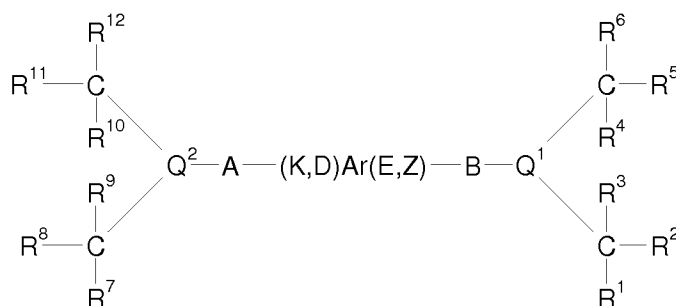 R¹² R⁶
R¹¹ C C R⁵
R¹⁰ R⁴
Q² A (K,D)Ar(E,Z) B Q¹
R⁹ R³
R⁸ C C R²
R⁷ R¹